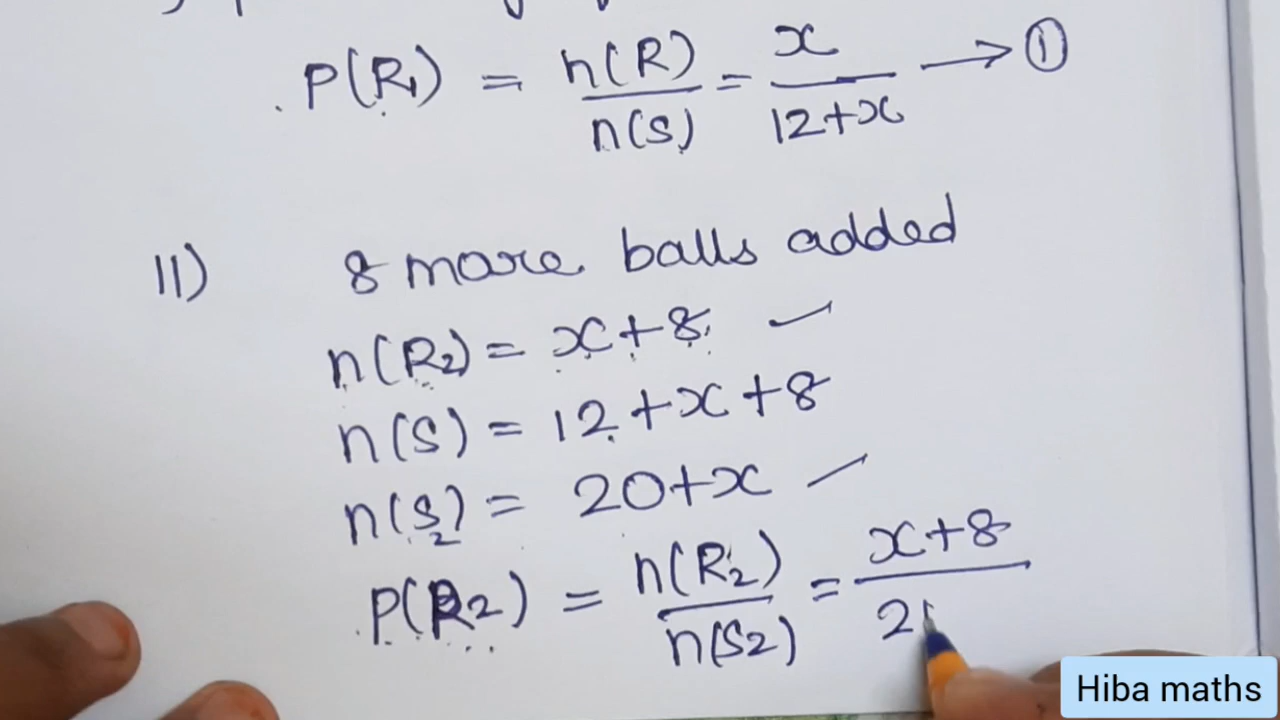 P(R₁) = n(R)/n(S) = x/12+x → ①
11) 8 more balls added
n(R₂) = x+8 ✓
n(S) = 12+x+8
n(S₂) = 20+x ✓
P(R₂) = n(R₂)/n(S₂) = x+8/2
Hiba maths